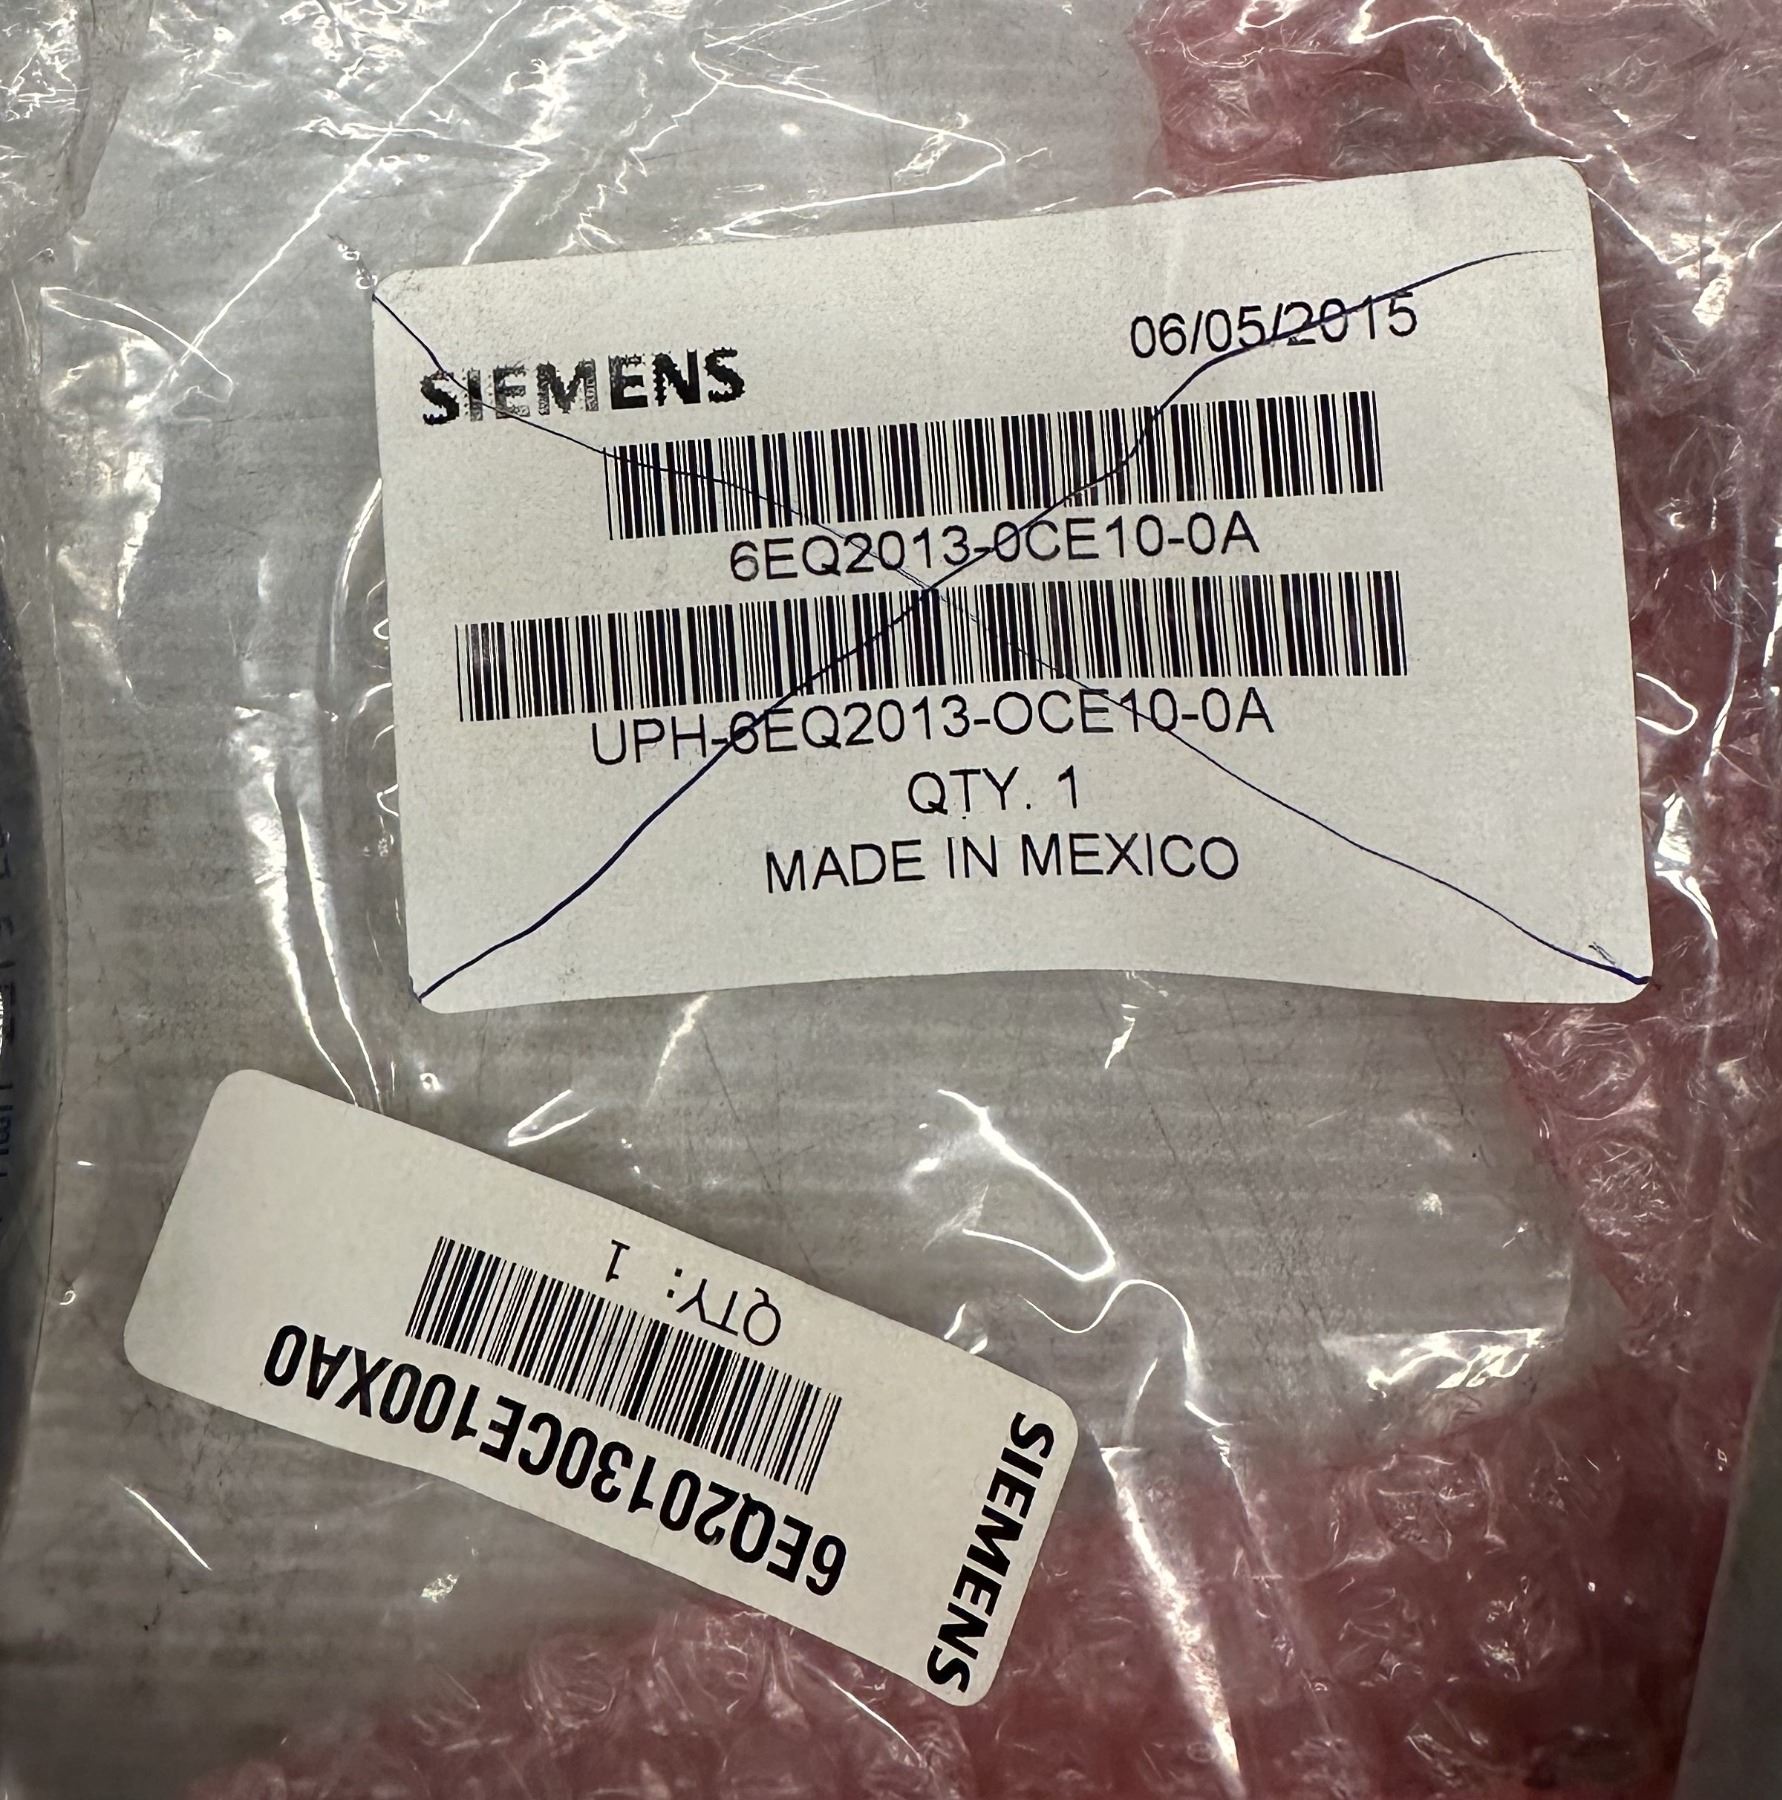 06/05/2015
SIEMENS
6EQ2013-0CE10-0A
UPH-6EQ2013-OCE10-0A
QTY. 1
MADE IN MEXICO
SIEMENS
6EQ20130CE100XA0
QTY: 1